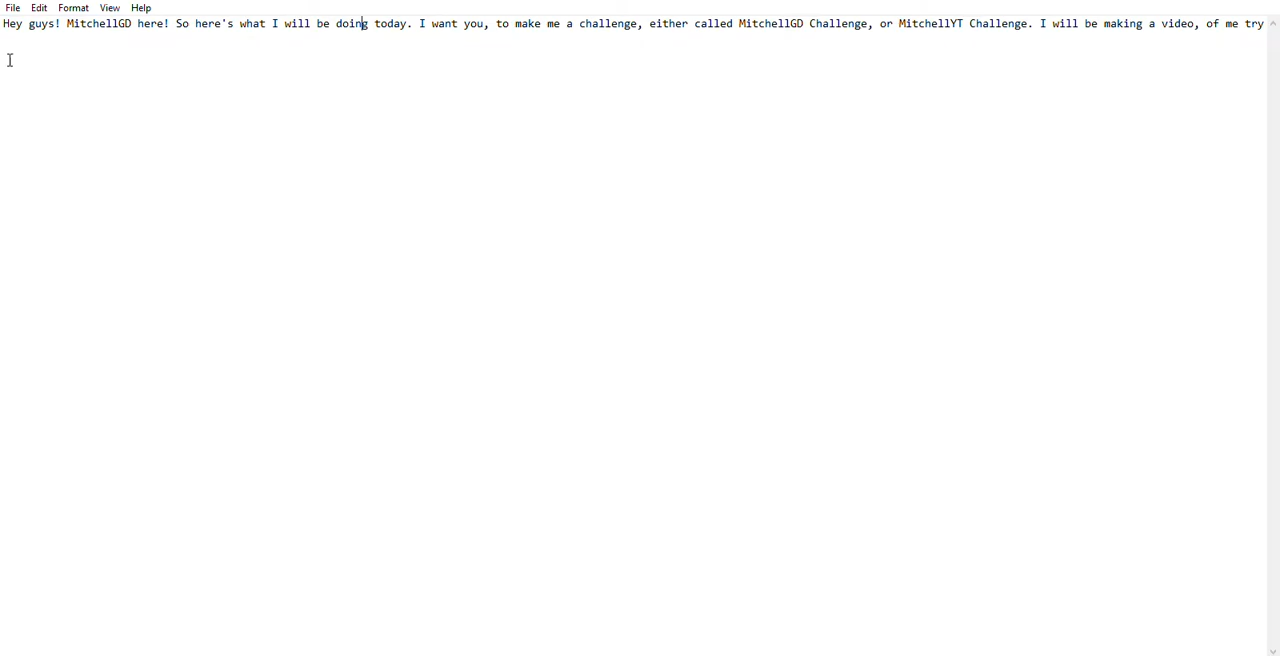 File Edit Format View Help
Hey guys! MitchellGD here! So here's what I will be doing today. I want you, to make me a challenge, either called MitchellGD Challenge, or MitchellYT Challenge. I will be making a video, of me try